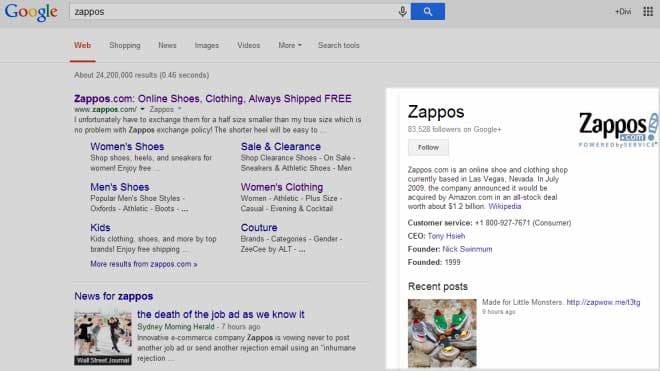 Google
zappos
+Divi
Web Shopping News Images Videos More Search tools
About 24,200,000 results (0.46 seconds)
Zappos.com: Online Shoes, Clothing, Always Shipped FREE
www.zappos.com/ Zappos
I unfortunately have to exchange them for a half size smaller than my true size which is
no problem with Zappos exchange policy! The shorter heel will be easy to ...
Women's Shoes
Shop shoes, heels, and sneakers for
women! Enjoy free ...
Sale & Clearance
Shop Clearance Shoes - On Sale -
Sneakers & Athletic Shoes - Men
Men's Shoes
Popular Men's Shoe Styles -
Oxfords - Athletic - Boots - ...
Women's Clothing
Women - Athletic - Plus Size -
Casual - Evening & Cocktail
Kids
Kids clothing, shoes, and more by top
brands! Enjoy free shipping ...
Couture
Brands - Categories - Gender -
ZeeCee by ALT - ...
More results from zappos.com »
News for zappos
the death of the job ad as we know it
Sydney Morning Herald - 7 hours ago
Innovative e-commerce company Zappos is vowing never to post
another job ad or send another rejection email using an "inhumane
rejection ...
Wall Street Journal
Zappos
83,528 followers on Google+
Follow
Zappos!
.com
POWERED by SERVICE
Zappos.com is an online shoe and clothing shop
currently based in Las Vegas, Nevada. In July
2009, the company announced it would be
acquired by Amazon.com in an all-stock deal
worth about $1.2 billion. Wikipedia
Customer service: +1 800-927-7671 (Consumer)
CEO: Tony Hsieh
Founder: Nick Swinmurn
Founded: 1999
Recent posts
Made for Little Monsters. http://zapwow.me/t3tg
9 hours ago